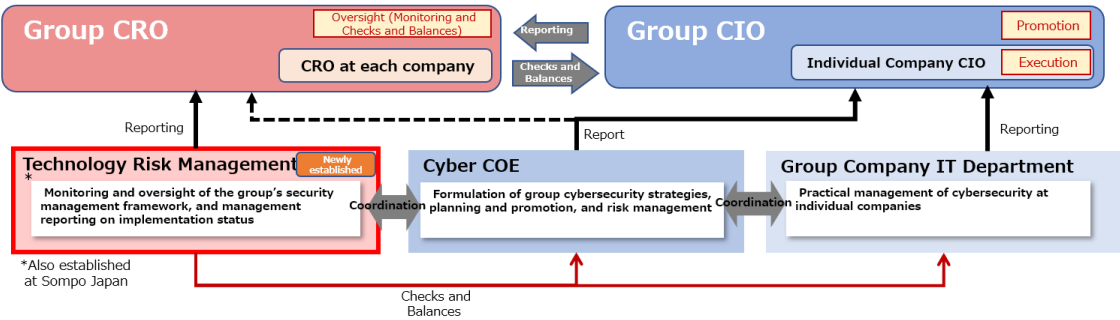 Group CRO
Oversight (Monitoring and
Checks and Balances)
CRO at each company
Reporting
Checks and
Balances
Group CIO
Promotion
Individual Company CIO
Execution
Reporting
Report
Reporting
Technology Risk Management
Newly
established
*
Monitoring and oversight of the group's security
management framework, and management
reporting on implementation status
Coordination
Cyber COE
Formulation of group cybersecurity strategies,
planning and promotion, and risk management
Coordination
Group Company IT Department
Practical management of cybersecurity at
individual companies
*Also established
at Sompo Japan
Checks and
Balances